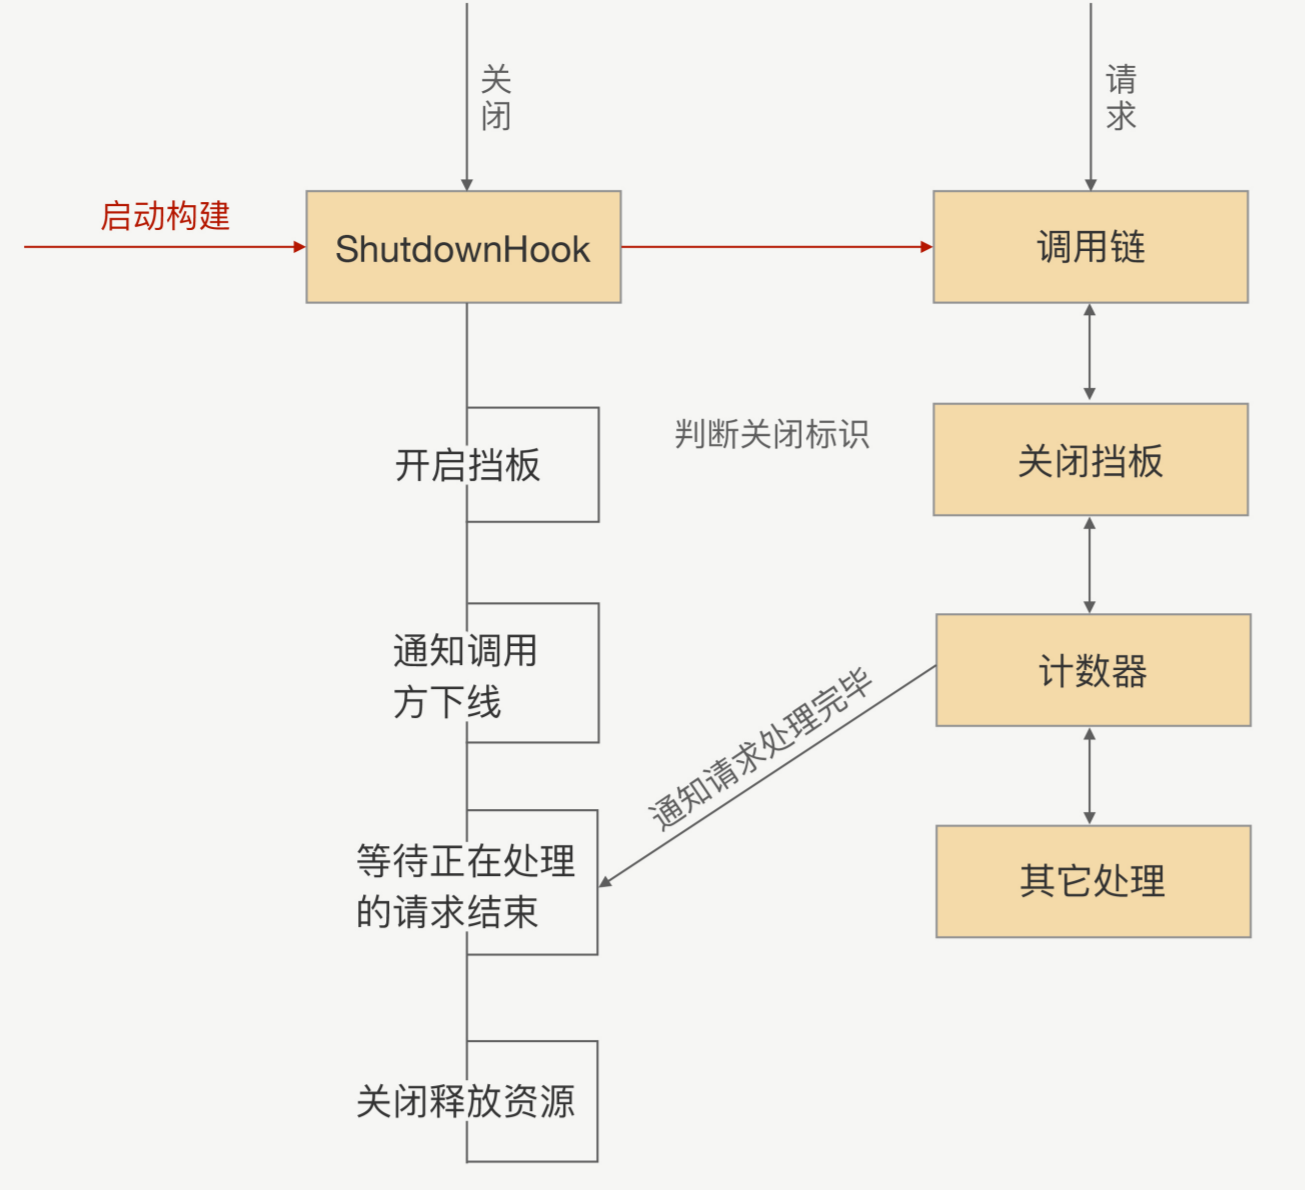 关闭
请求
启动构建
ShutdownHook
调用链
开启挡板
判断关闭标识
关闭挡板
通知调用
方下线
计数器
通知请求处理完毕
等待正在处理
的请求结束
其它处理
关闭释放资源